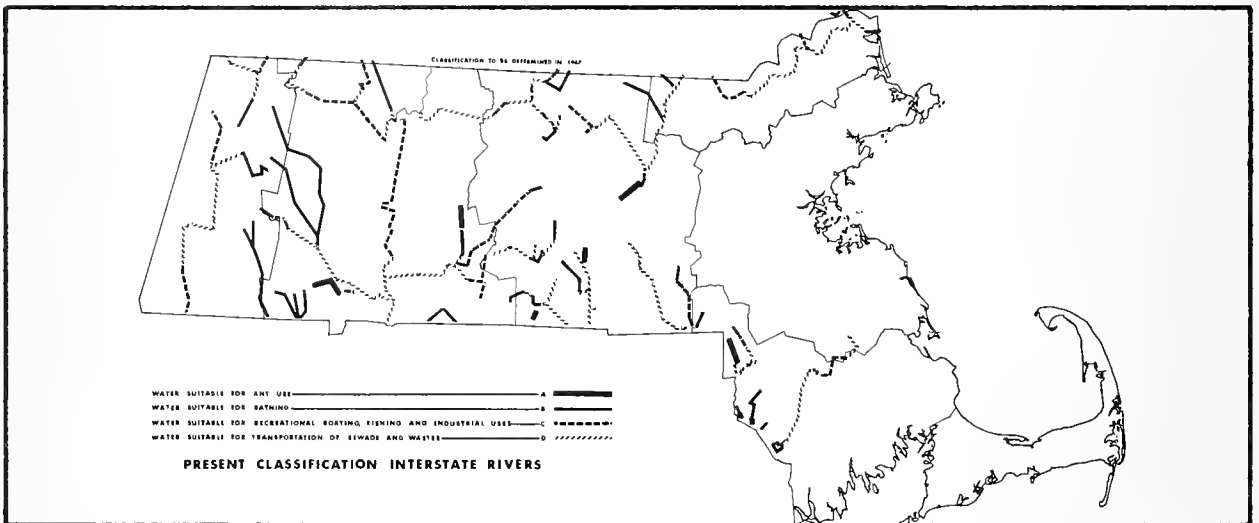 CLASSIFICATION TO BE DETERMINED IN 1967
WATER SUITABLE FOR ANY USE A
WATER SUITABLE FOR BATHING B
WATER SUITABLE FOR RECREATIONAL BOATING, FISHING AND INDUSTRIAL USES C
WATER SUITABLE FOR TRANSPORTATION OF SEWAGE AND WASTES D
PRESENT CLASSIFICATION INTERSTATE RIVERS